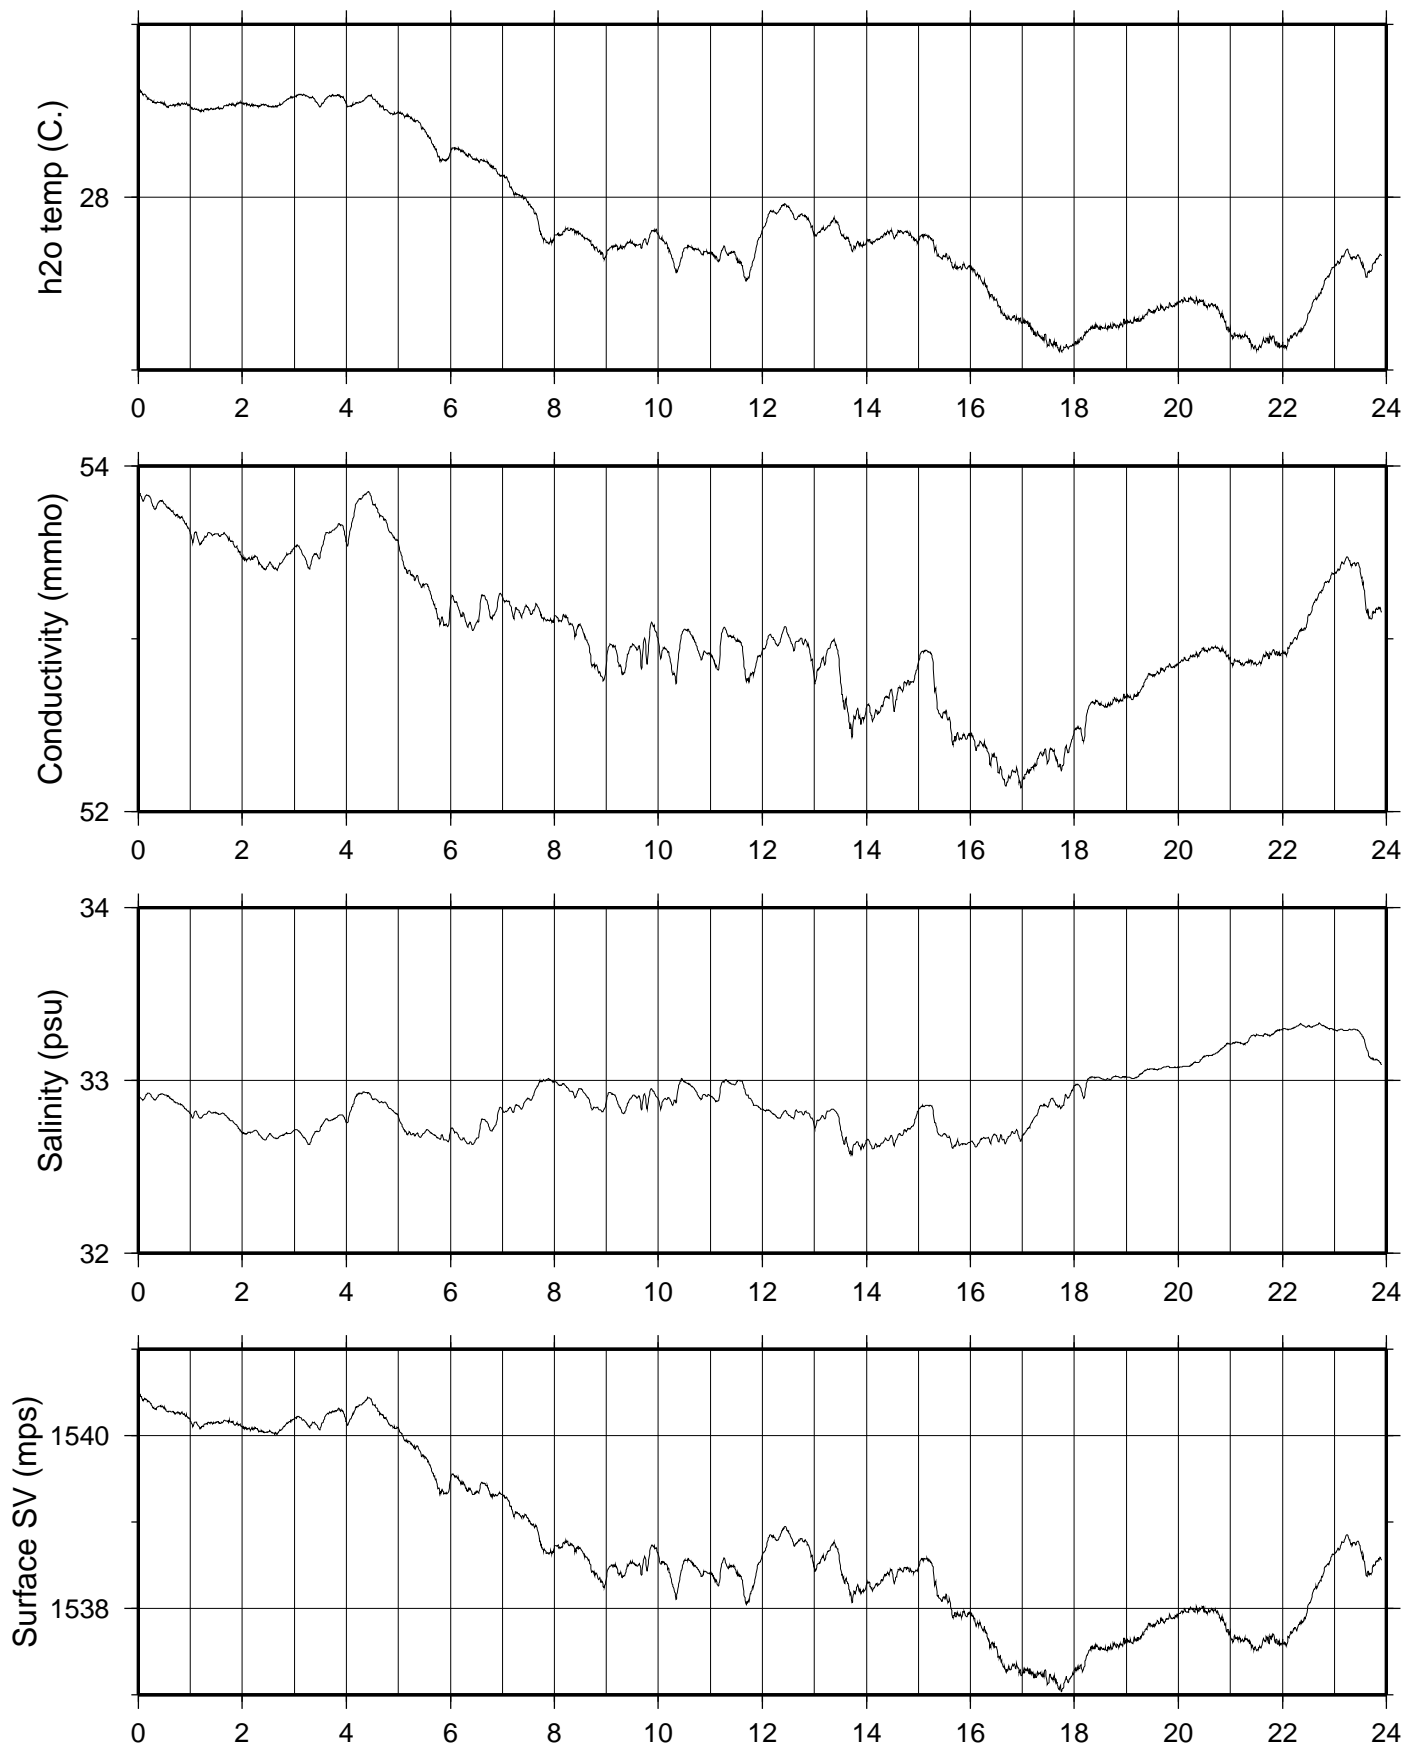 h2o temp (C.)
28
0 2 4 6 8 10 12 14 16 18 20 22 24
Conductivity (mmho)
54
52
0 2 4 6 8 10 12 14 16 18 20 22 24
Salinity (psu)
34
33
32
0 2 4 6 8 10 12 14 16 18 20 22 24
Surface SV (mps)
1540
1538
0 2 4 6 8 10 12 14 16 18 20 22 24